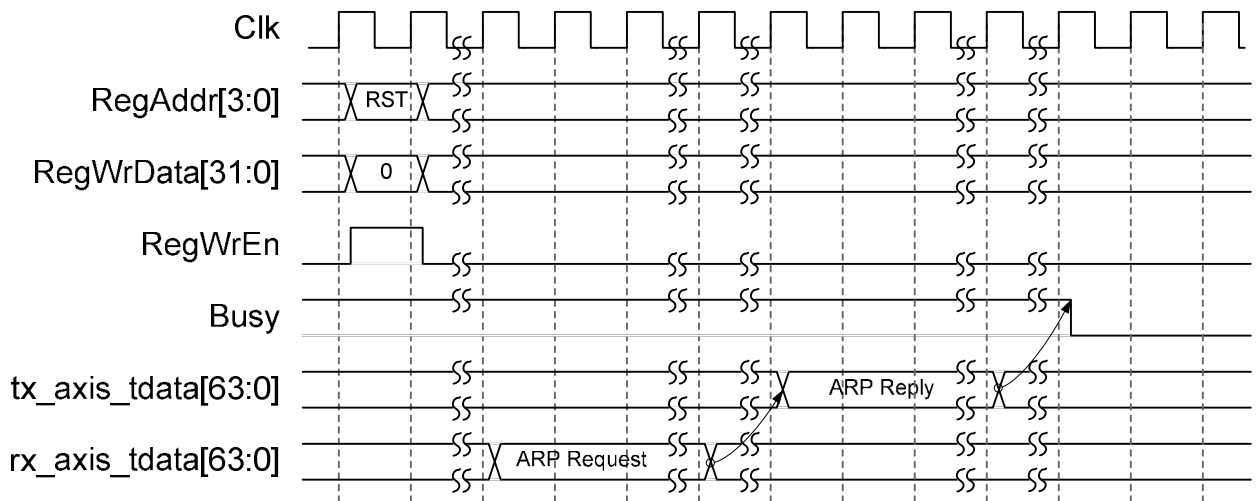 Clk
RegAddr[3:0] RST
RegWrData[31:0] 0
RegWrEn
Busy
tx_axis_tdata[63:0] ARP Reply
rx_axis_tdata[63:0] ARP Request